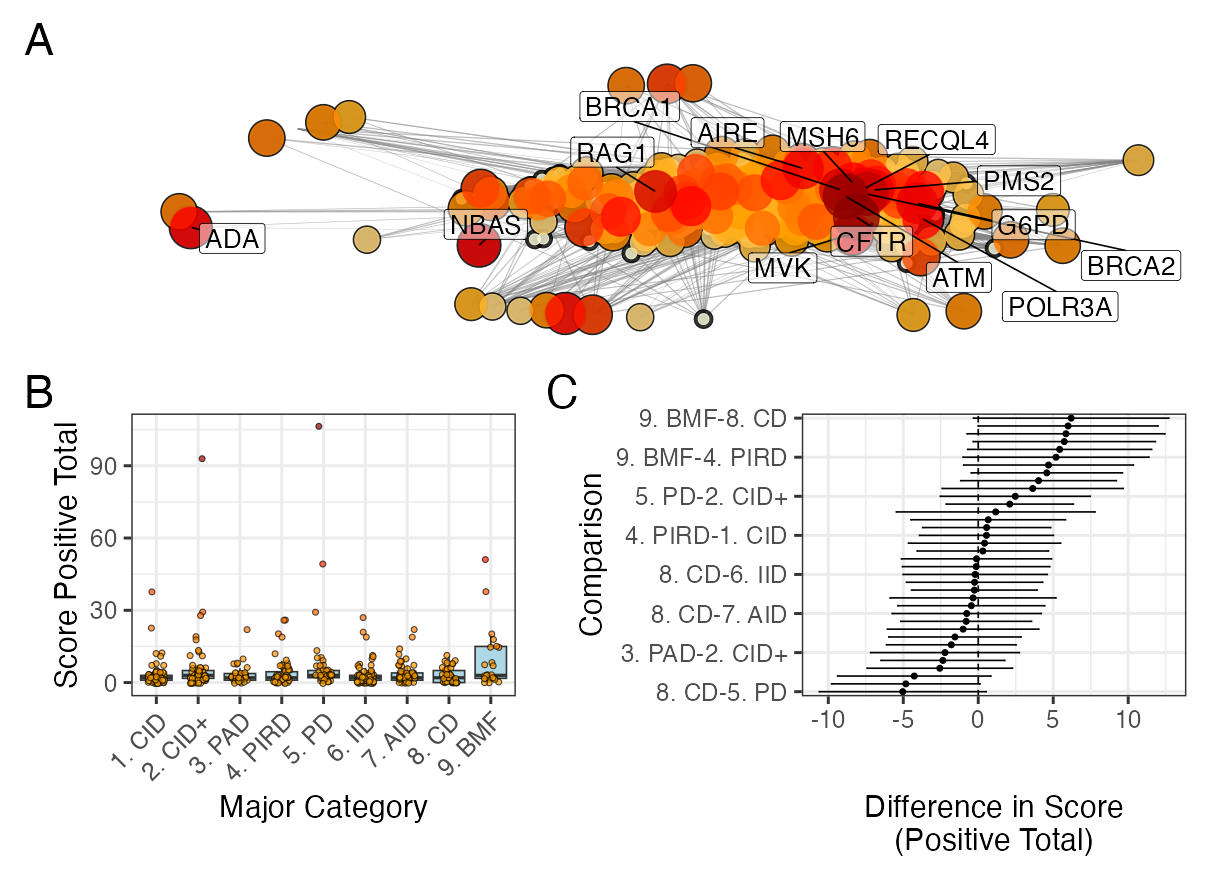 A
BRCA1
AIRE
MSH6
RECQL4
RAG1
PMS2
ADA
NBAS
G6PD
CFTR
MVK
BRCA2
ATM
POLR3A
B
Score Positive Total
90
60
30
0
1. CID
2. CID+
3. PAD
4. PIRD
5. PD
6. IID
7. AID
8. CD
9. BMF
Major Category
C
Comparison
9. BMF-8. CD
9. BMF-4. PIRD
5. PD-2. CID+
4. PIRD-1. CID
8. CD-6. IID
8. CD-7. AID
3. PAD-2. CID+
8. CD-5. PD
-10
-5
0
5
10
Difference in Score
(Positive Total)